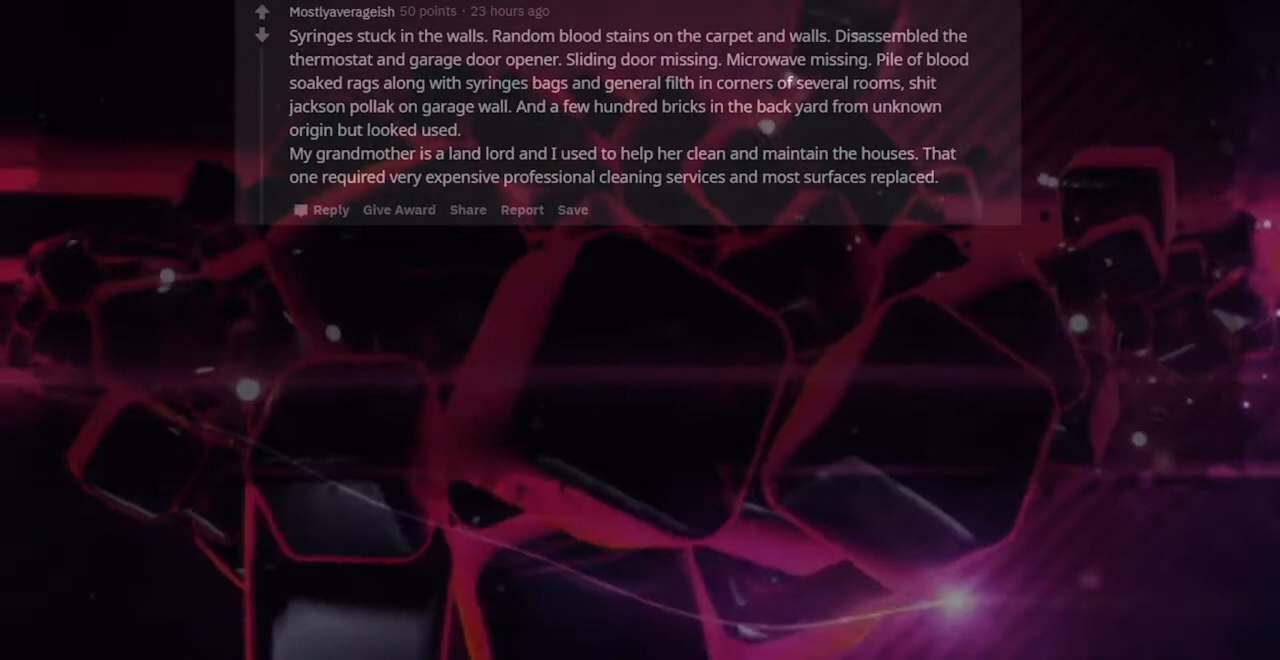 Mostlyaverageish 50 points · 23 hours ago
Syringes stuck in the walls. Random blood stains on the carpet and walls. Disassembled the
thermostat and garage door opener. Sliding door missing. Microwave missing. Pile of blood
soaked rags along with syringes bags and general filth in corners of several rooms, shit
jackson pollak on garage wall. And a few hundred bricks in the back yard from unknown
origin but looked used.
My grandmother is a land lord and I used to help her clean and maintain the houses. That
one required very expensive professional cleaning services and most surfaces replaced.
Reply Give Award Share Report Save